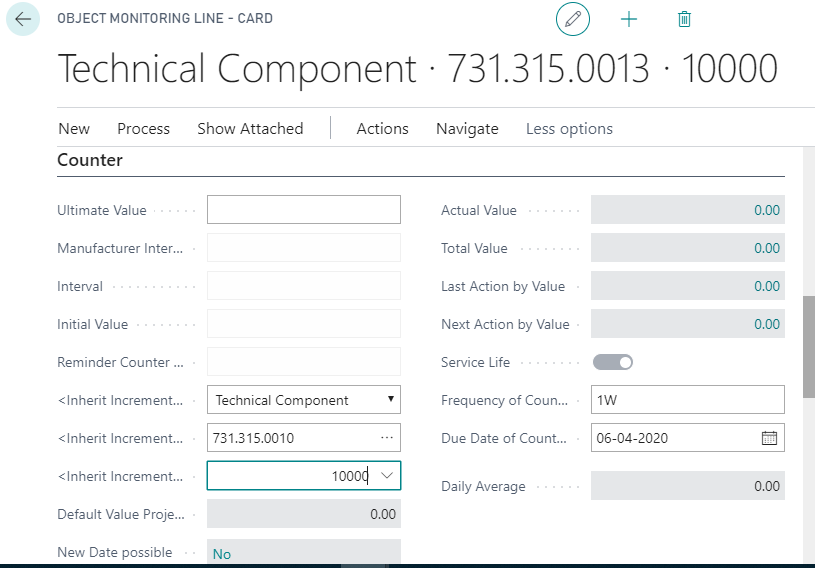 OBJECT MONITORING LINE - CARD
Technical Component · 731.315.0013 · 10000
New Process Show Attached Actions Navigate Less options
Counter
Ultimate Value Actual Value 0.00
Manufacturer Inter... Total Value 0.00
Interval Last Action by Value 0.00
Initial Value Next Action by Value 0.00
Reminder Counter ... Service Life
<Inherit Increment... Technical Component Frequency of Coun... 1W
<Inherit Increment... 731.315.0010 ... Due Date of Count... 06-04-2020
<Inherit Increment... 10000 Daily Average 0.00
Default Value Proje... 0.00
New Date possible No